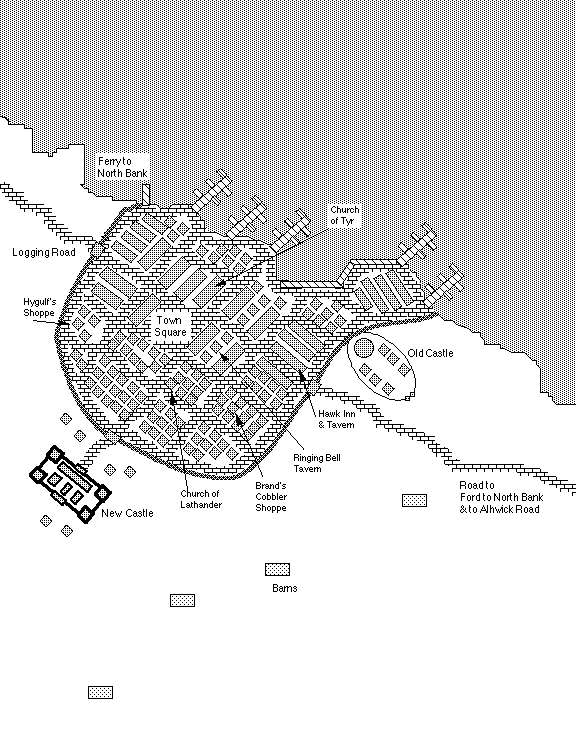 Ferry to
North Bank
Church
of Tyr
Logging Road
Hygulf's
Shoppe
Town
Square
Old Castle
Hawk Inn
& Tavern
Ringing Bell
Tavern
Brand's
Cobbler
Shoppe
Church of
Lathander
New Castle
Road to
Ford to North Bank
& to Alhwick Road
Barns